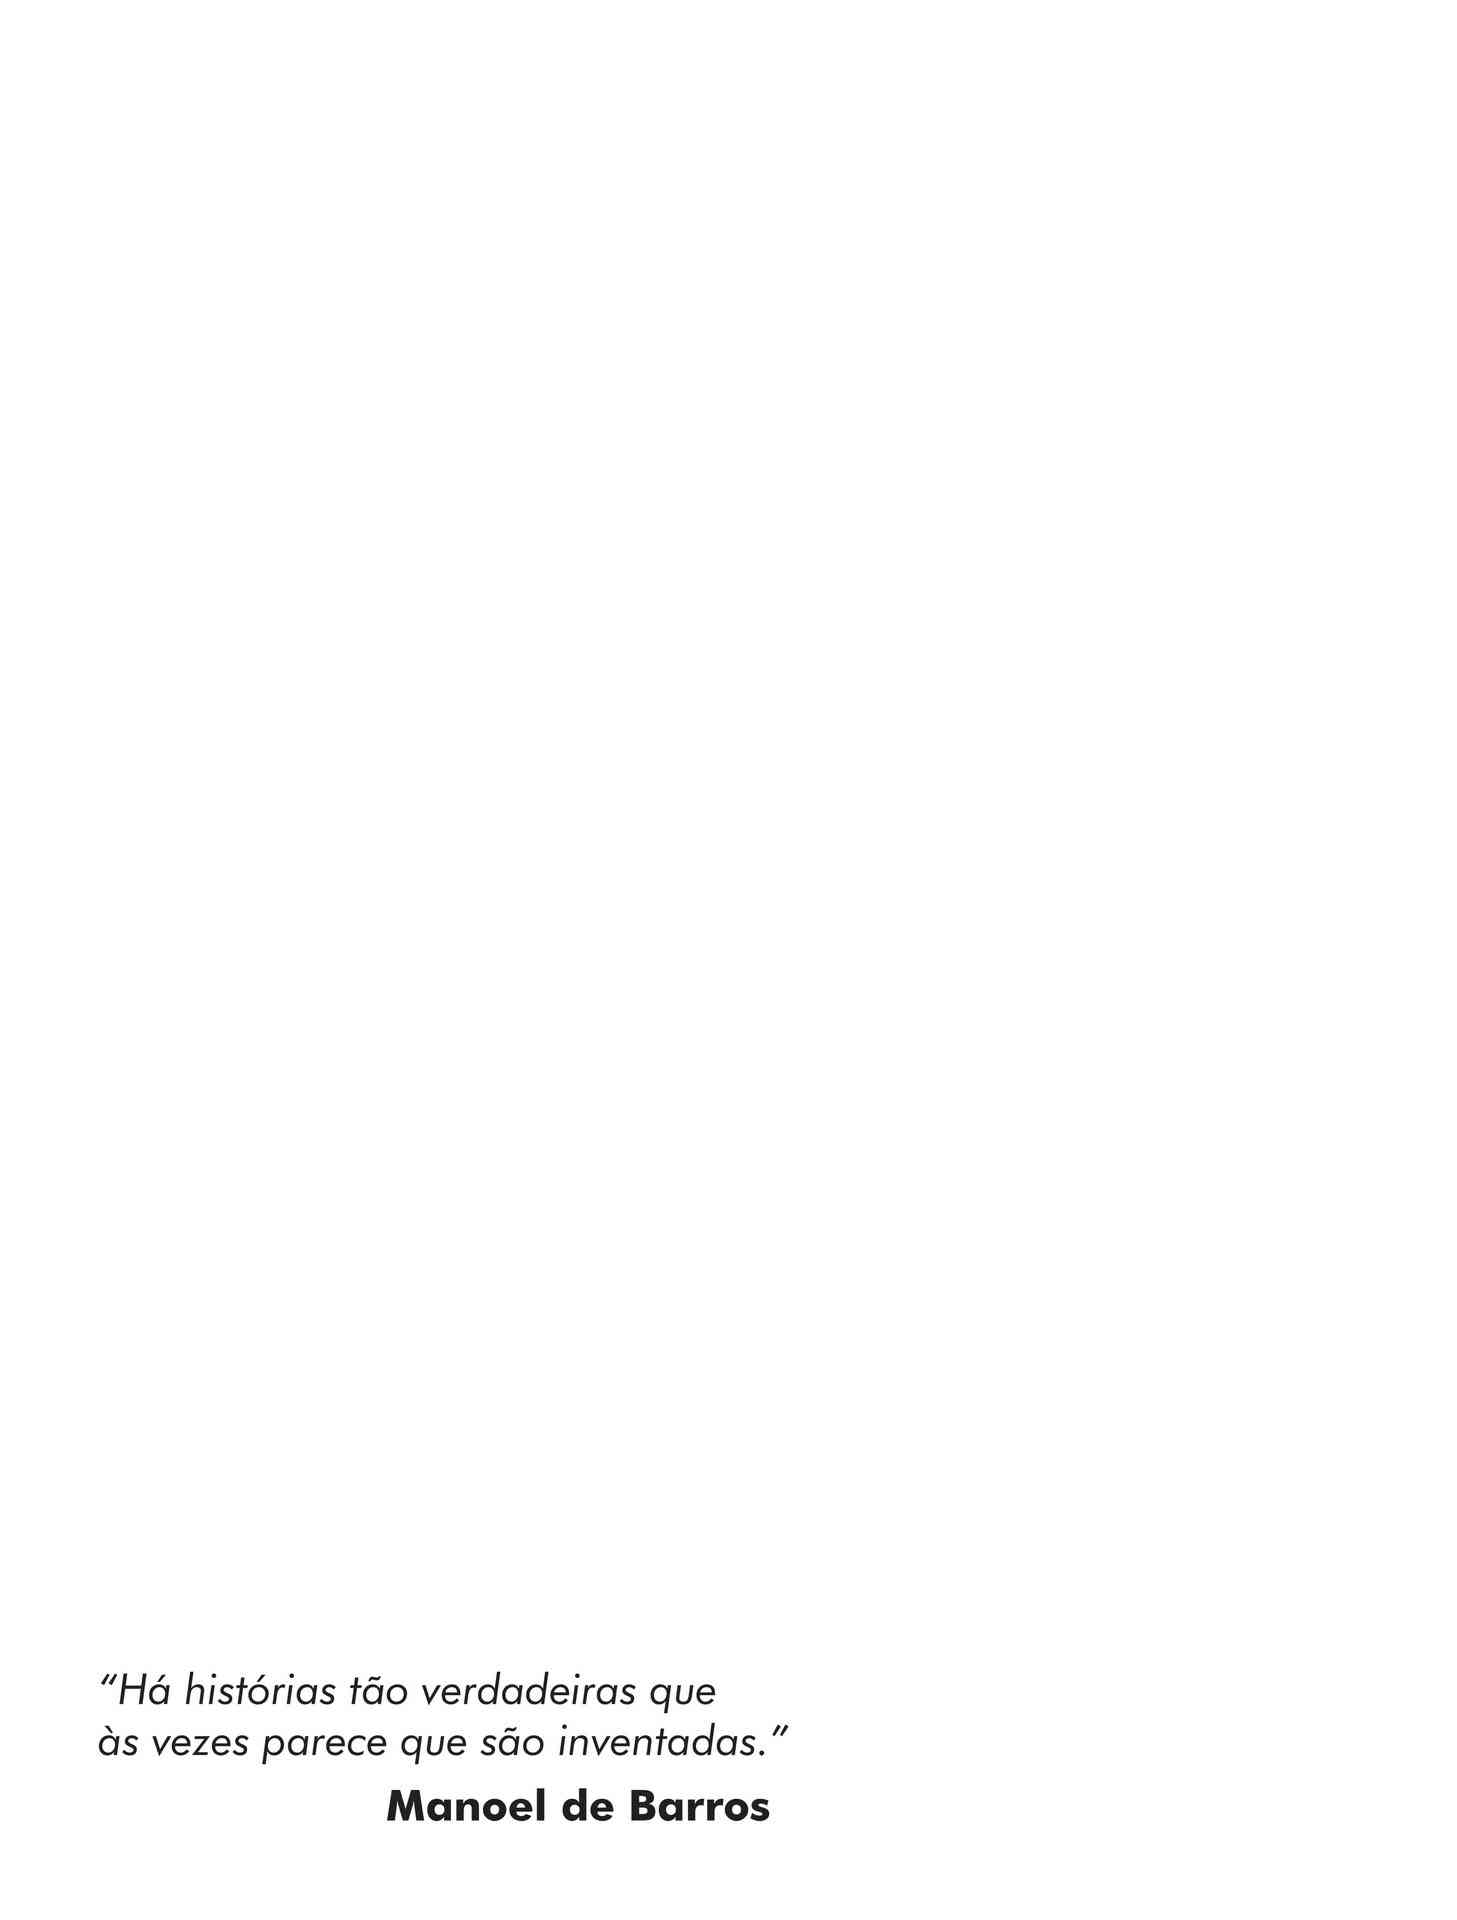 “Há histórias tão verdadeiras que
às vezes parece que são inventadas.”
Manoel de Barros